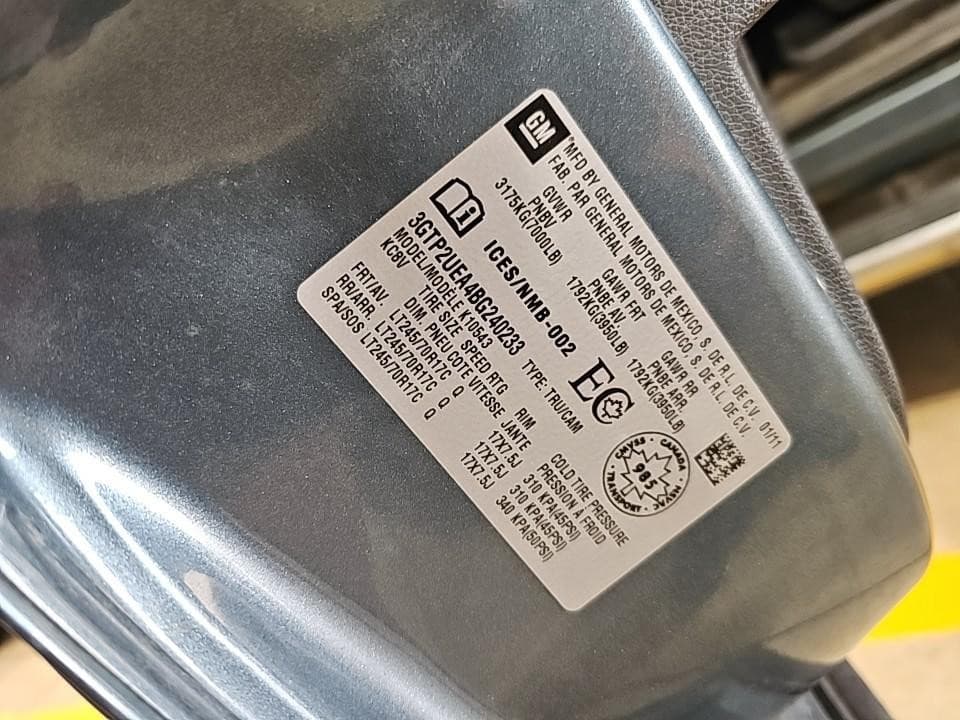 GM
*MFD BY GENERAL MOTORS DE MEXICO, S. DE R.L. DE C.V. 01/11
FAB. PAR GENERAL MOTORS DE MEXICO, S. DE R.L. DE C.V.
GVWR GAWR FRT GAWR RR
PNBV PNBE AV. PNBE ARR
3175KG(7000LB) 1792KG(3950LB) 1792KG(3950LB)
ICES/NMB-002 EC
CANADA
985
TRANSPORT
3GTP2UEA4BG240233 TYPE: TRU/CAM
MODEL/MODELE K10543
KC8V
TIRE SIZE SPEED RTG RIM COLD TIRE PRESSURE
DIM. PNEU COTE VITESSE JANTE PRESSION A FROID
FRT/AV. LT245/70R17C Q 17X7.5J 310 KPA(45PSI)
RR/ARR. LT245/70R17C Q 17X7.5J 310 KPA(45PSI)
SPA/SOS LT245/70R17C Q 17X7.5J 340 KPA(50PSI)